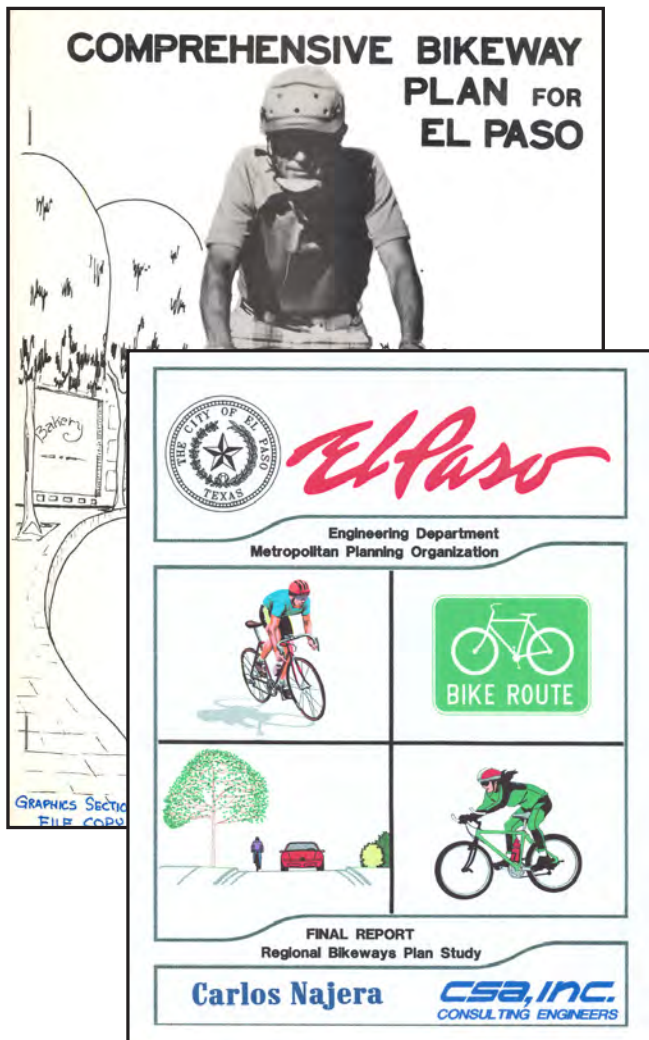 COMPREHENSIVE BIKEWAY
PLAN FOR
EL PASO
Bakery
GRAPHICS SECTIO
FILE COPY
THE CITY OF EL PASO
TEXAS
El Paso
Engineering Department
Metropolitan Planning Organization
BIKE ROUTE
FINAL REPORT
Regional Bikeways Plan Study
Carlos Najera
CSA, INC.
CONSULTING ENGINEERS